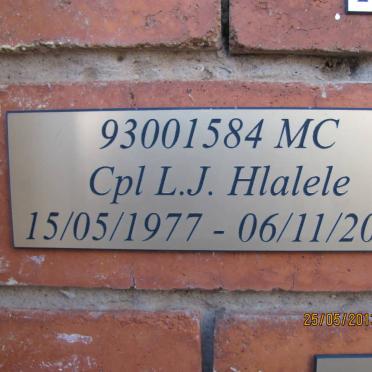 93001584 MC
Cpl L.J. Hlalele
15/05/1977 - 06/11/20
25/05/201